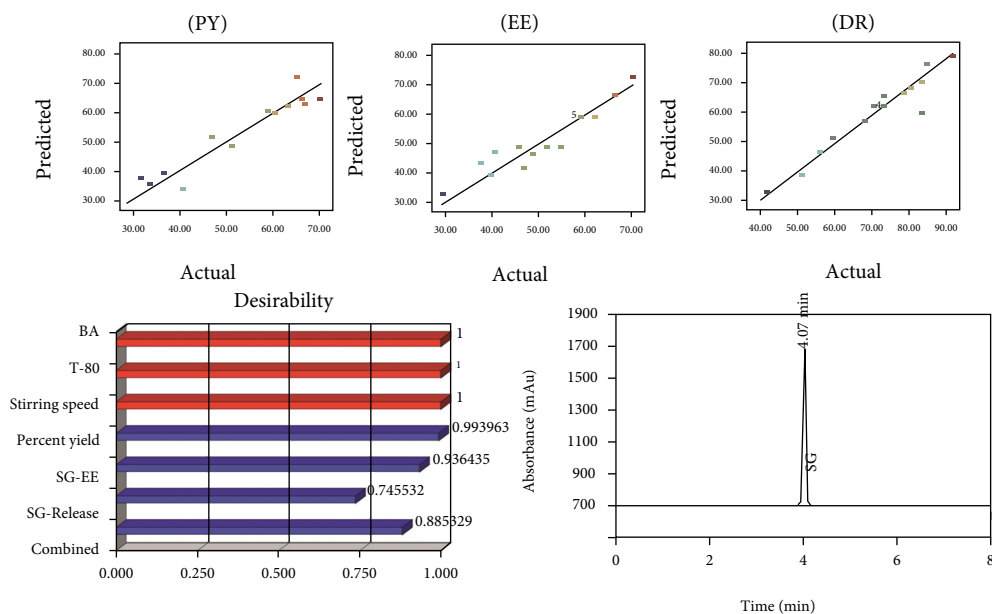 (PY)
(EE)
(DR)
Predicted
80.00
70.00
60.00
50.00
40.00
30.00
30.00 40.00 50.00 60.00 70.00
Actual
Predicted
80.00
70.00
60.00
50.00
40.00
30.00
5
30.00 40.00 50.00 60.00 70.00
Actual
Predicted
80.00
70.00
60.00
50.00
40.00
30.00
40.00 50.00 60.00 70.00 80.00 90.00
Actual
Desirability
BA
1
T-80
1
Stirring speed
1
Percent yield
0.993963
0.936435
SG-EE
0.745532
SG-Release
0.885329
Combined
0.000 0.250 0.500 0.750 1.000
Absorbance (mAu)
1900
1700
1500
1300
1100
900
700
4.07 min
SG
0 2 4 6 8
Time (min)